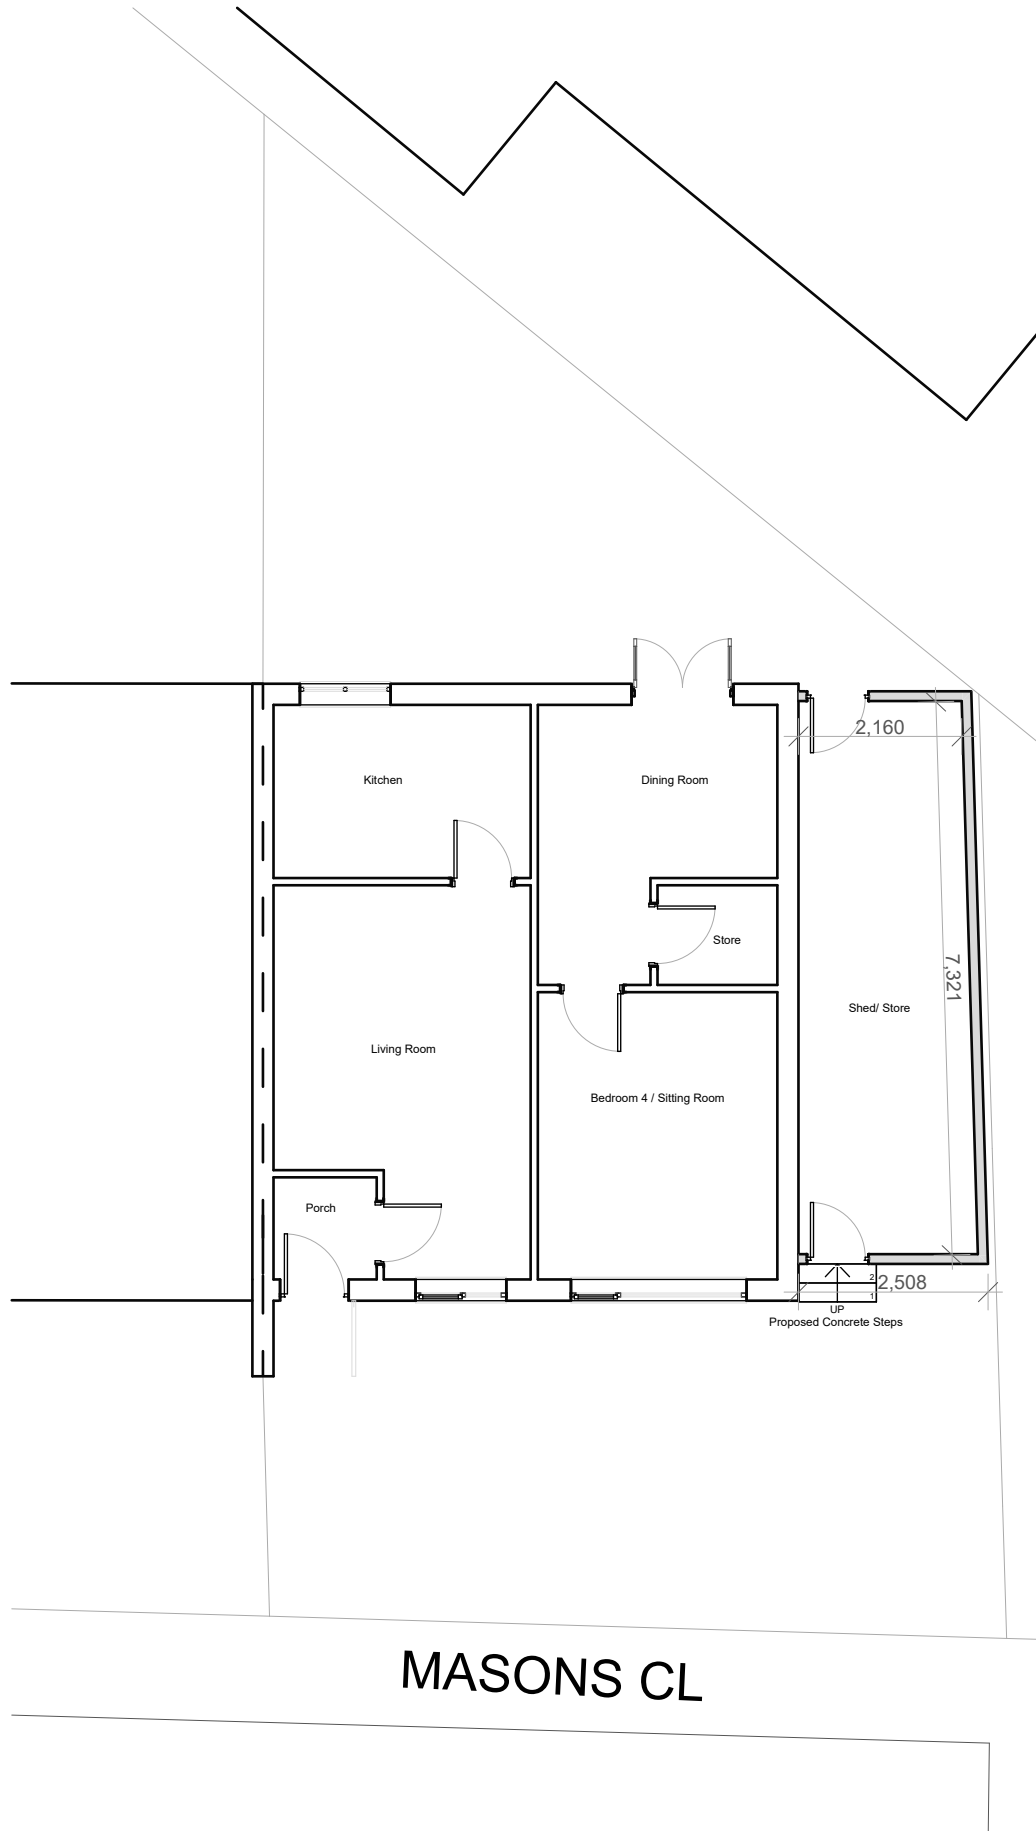 2,160
Kitchen
Dining Room
Store
7,321
Shed/ Store
Living Room
Bedroom 4 / Sitting Room
Porch
2
2,508
1
UP
Proposed Concrete Steps
MASONS CL